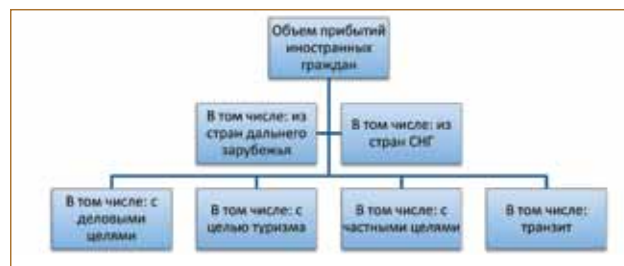 Объем прибытий
иностранных
граждан
В том числе: из
стран дальнего
зарубежья
В том числе: из
стран СНГ
В том числе: с
деловыми
целями
В том числе: с
целью туризма
В том числе: с
частными целями
В том числе:
транзит